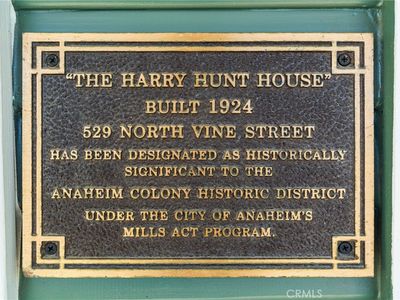 "THE HARRY HUNT HOUSE"
BUILT 1924
529 NORTH VINE STREET
HAS BEEN DESIGNATED AS HISTORICALLY
SIGNIFICANT TO THE
ANAHEIM COLONY HISTORIC DISTRICT
UNDER THE CITY OF ANAHEIM'S
MILLS ACT PROGRAM.
CRMLS